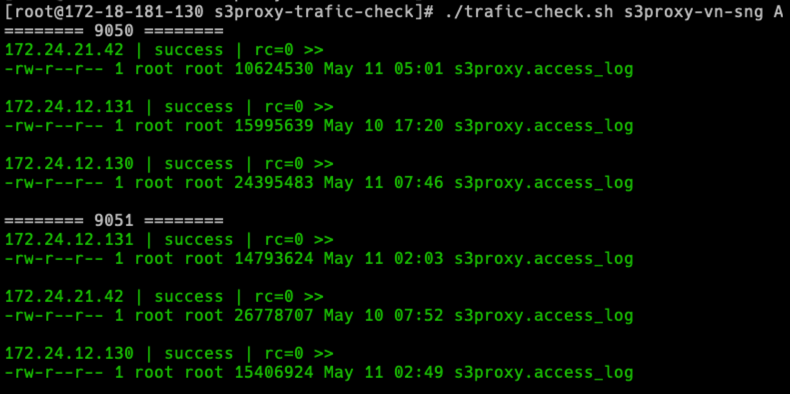 [root@172-18-181-130 s3proxy-trafic-check]# ./trafic-check.sh s3proxy-vn-sng A
======== 9050 ========
172.24.21.42 | success | rc=0 >>
-rw-r--r-- 1 root root 10624530 May 11 05:01 s3proxy.access_log
172.24.12.131 | success | rc=0 >>
-rw-r--r-- 1 root root 15995639 May 10 17:20 s3proxy.access_log
172.24.12.130 | success | rc=0 >>
-rw-r--r-- 1 root root 24395483 May 11 07:46 s3proxy.access_log
======== 9051 ========
172.24.12.131 | success | rc=0 >>
-rw-r--r-- 1 root root 14793624 May 11 02:03 s3proxy.access_log
172.24.21.42 | success | rc=0 >>
-rw-r--r-- 1 root root 26778707 May 10 07:52 s3proxy.access_log
172.24.12.130 | success | rc=0 >>
-rw-r--r-- 1 root root 15406924 May 11 02:49 s3proxy.access_log